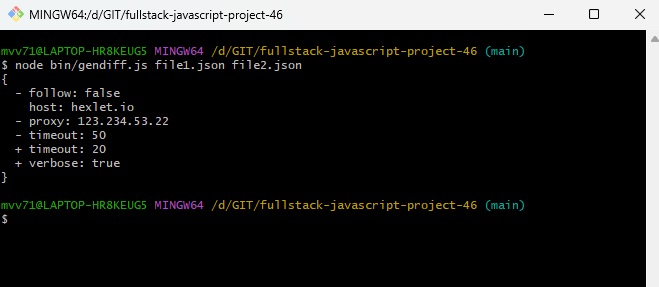 MINGW64:/d/GIT/fullstack-javascript-project-46
mvv71@LAPTOP-HR8KEUG5 MINGW64 /d/GIT/fullstack-javascript-project-46 (main)
$ node bin/gendiff.js file1.json file2.json
{
  - follow: false
    host: hexlet.io
  - proxy: 123.234.53.22
  - timeout: 50
  + timeout: 20
  + verbose: true
}
mvv71@LAPTOP-HR8KEUG5 MINGW64 /d/GIT/fullstack-javascript-project-46 (main)
$